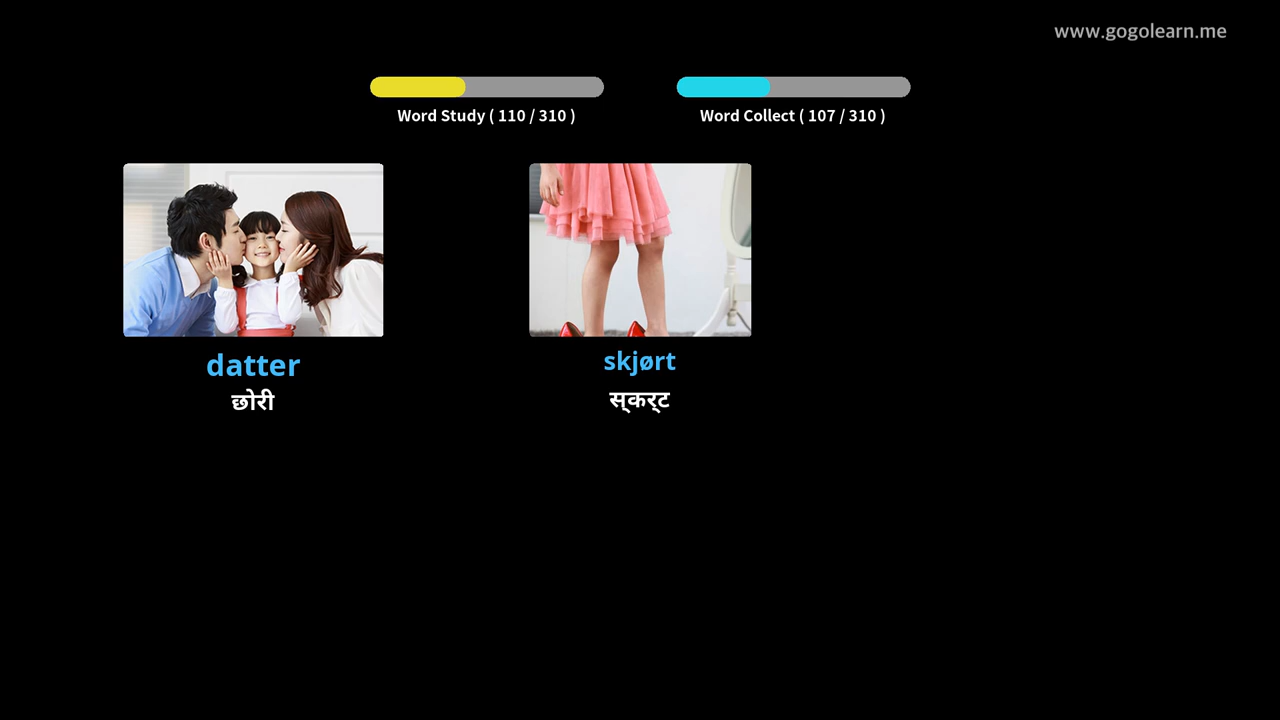 www.gogolearn.me
Word Study ( 110 / 310 )
Word Collect ( 107 / 310 )
datter
छोरी
skjørt
स्कर्ट